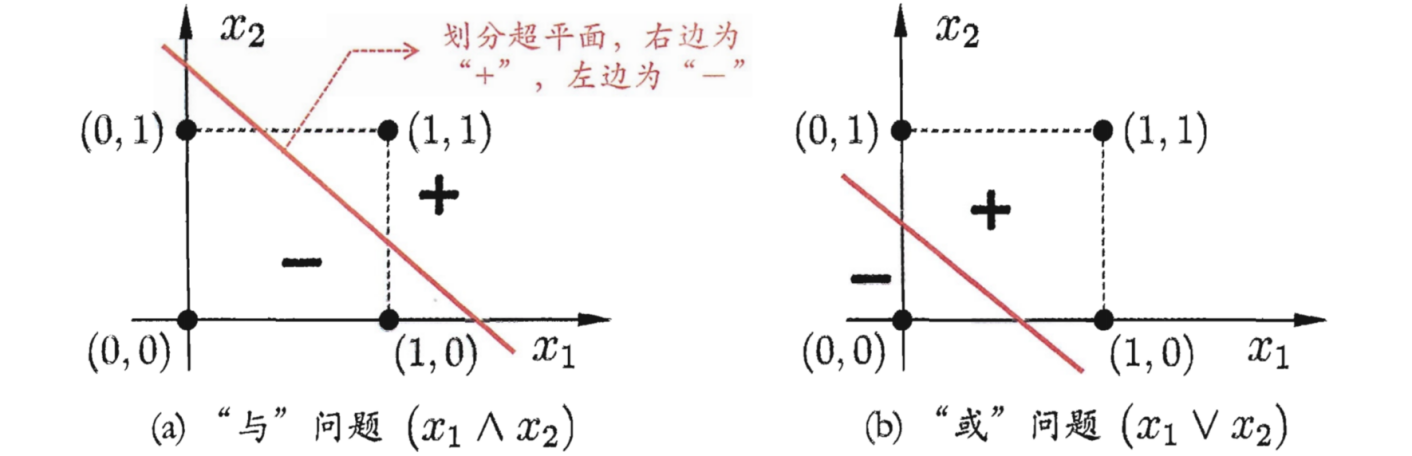 x₂
划分超平面，右边为
“+”，左边为“−”
(0, 1)
(1, 1)
+
−
(0, 0)
(1, 0)
x₁
(a) “与” 问题 (x₁ ∧ x₂)
x₂
(0, 1)
(1, 1)
+
−
(0, 0)
(1, 0)
x₁
(b) “或” 问题 (x₁ ∨ x₂)